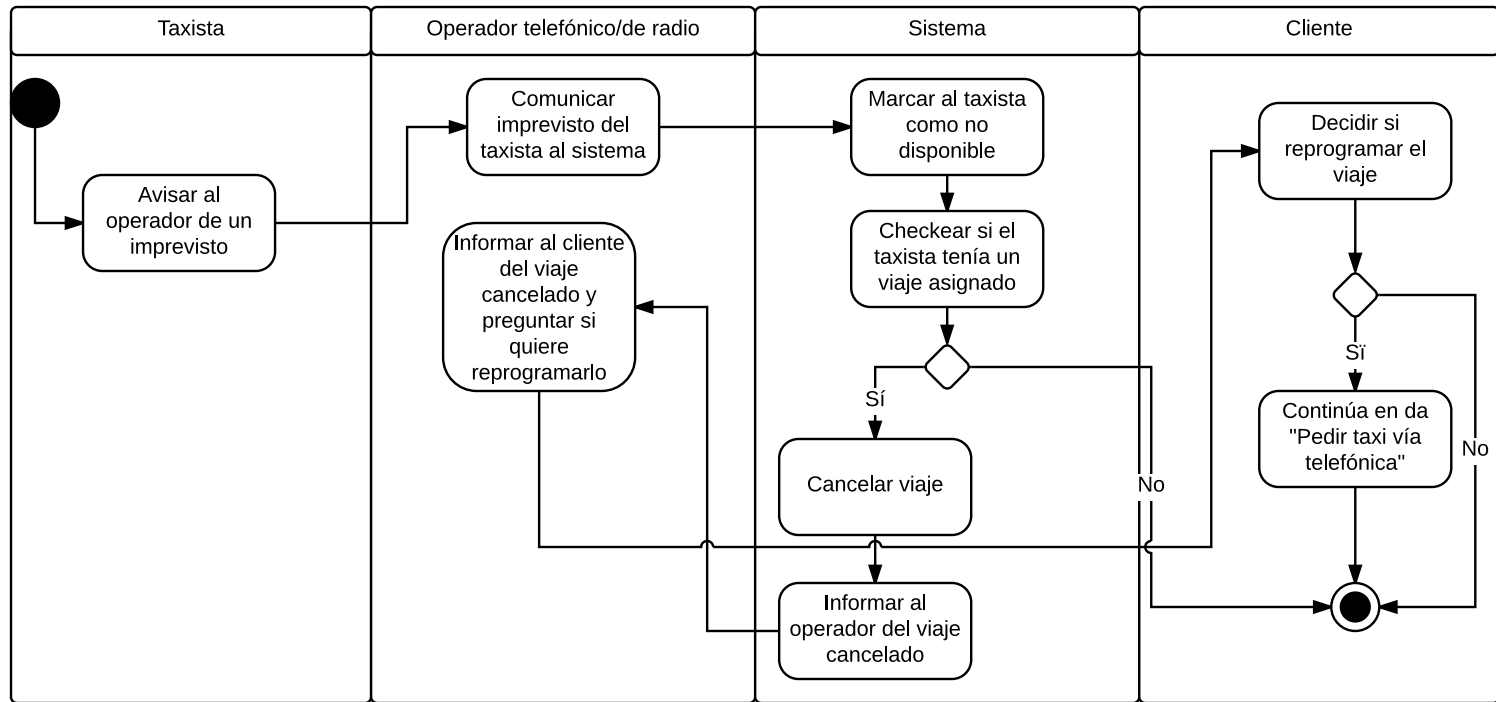 Taxista
Operador telefónico/de radio
Sistema
Cliente
Avisar al
operador de un
imprevisto
Comunicar
imprevisto del
taxista al sistema
Informar al cliente
del viaje
cancelado y
preguntar si
quiere
reprogramarlo
Marcar al taxista
como no
disponible
Checkear si el
taxista tenía un
viaje asignado
Sí
No
Cancelar viaje
Informar al
operador del viaje
cancelado
Decidir si
reprogramar el
viaje
Sï
No
Continúa en da
"Pedir taxi vía
telefónica"